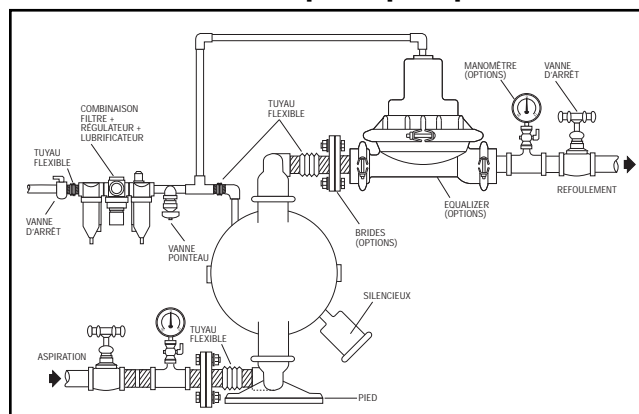 COMBINAISON
FILTRE +
RÉGULATEUR +
LUBRIFICATEUR
TUYAU
FLEXIBLE
VANNE
D'ARRÊT
VANNE
POINTEAU
TUYAU
FLEXIBLE
MANOMÈTRE
(OPTIONS)
VANNE
D'ARRÊT
REFOULEMENT
EQUALIZER
(OPTIONS)
BRIDES
(OPTIONS)
SILENCIEUX
TUYAU
FLEXIBLE
ASPIRATION
PIED